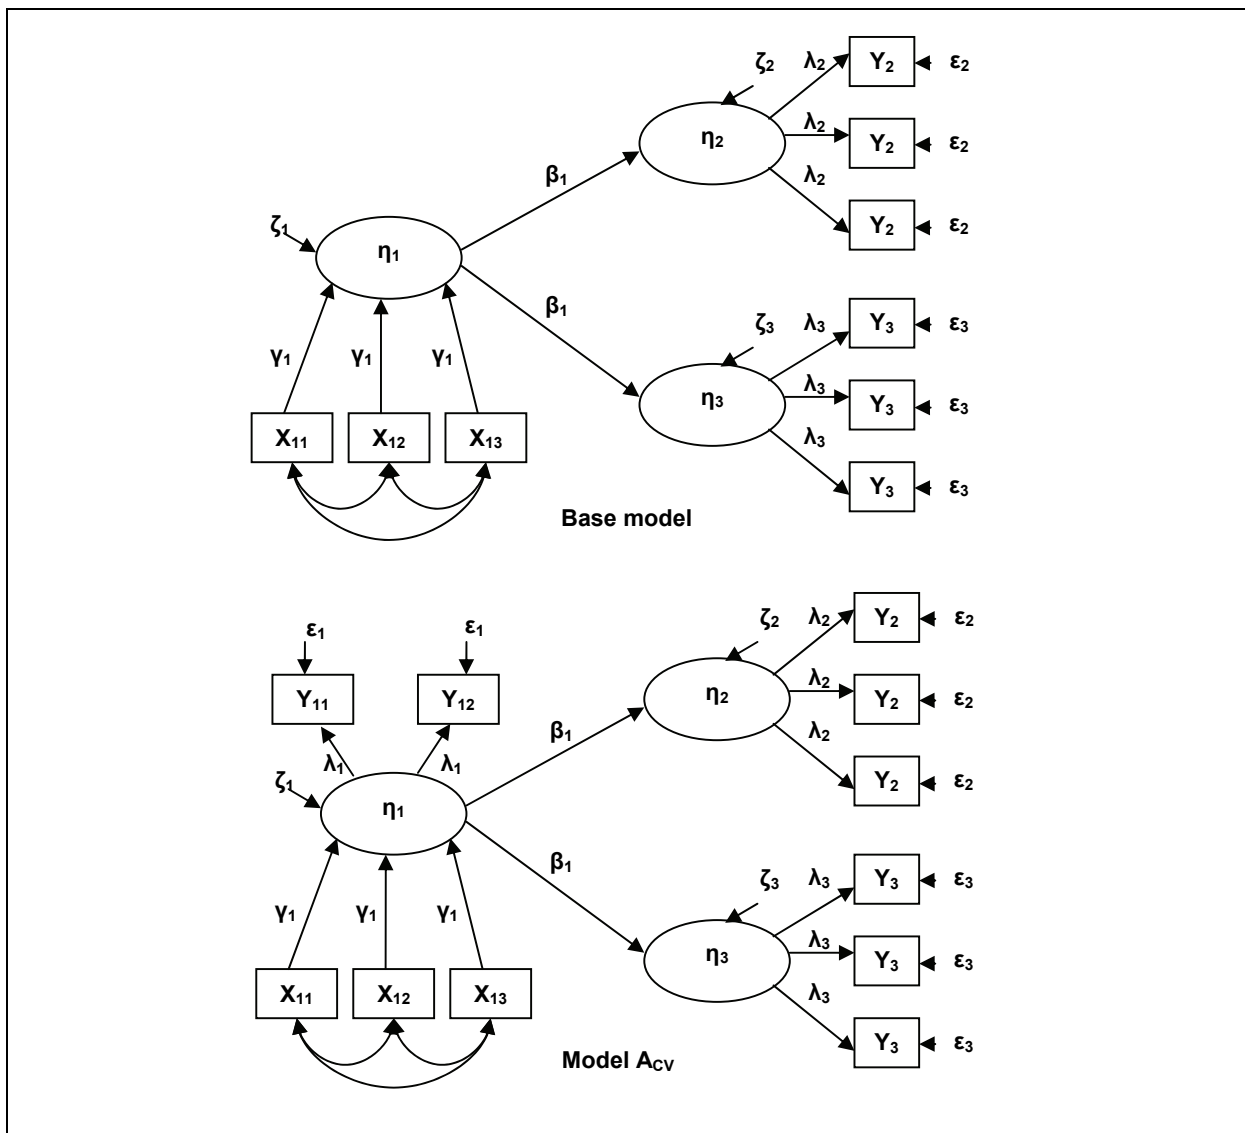 ζ₂ λ₂ Y₂ ε₂
λ₂ Y₂ ε₂
η₂
λ₂ Y₂ ε₂
β₁
ζ₁ η₁
β₁
ζ₃ λ₃ Y₃ ε₃
γ₁ γ₁ γ₁
λ₃ Y₃ ε₃
η₃
X₁₁ X₁₂ X₁₃
λ₃ Y₃ ε₃
Base model
ε₁ ε₁ ζ₂ λ₂ Y₂ ε₂
Y₁₁ Y₁₂ η₂ λ₂ Y₂ ε₂
β₁ λ₂ Y₂ ε₂
λ₁ λ₁
ζ₁ η₁
β₁
ζ₃ λ₃ Y₃ ε₃
γ₁ γ₁ γ₁
η₃ λ₃ Y₃ ε₃
X₁₁ X₁₂ X₁₃
λ₃ Y₃ ε₃
Model A_CV